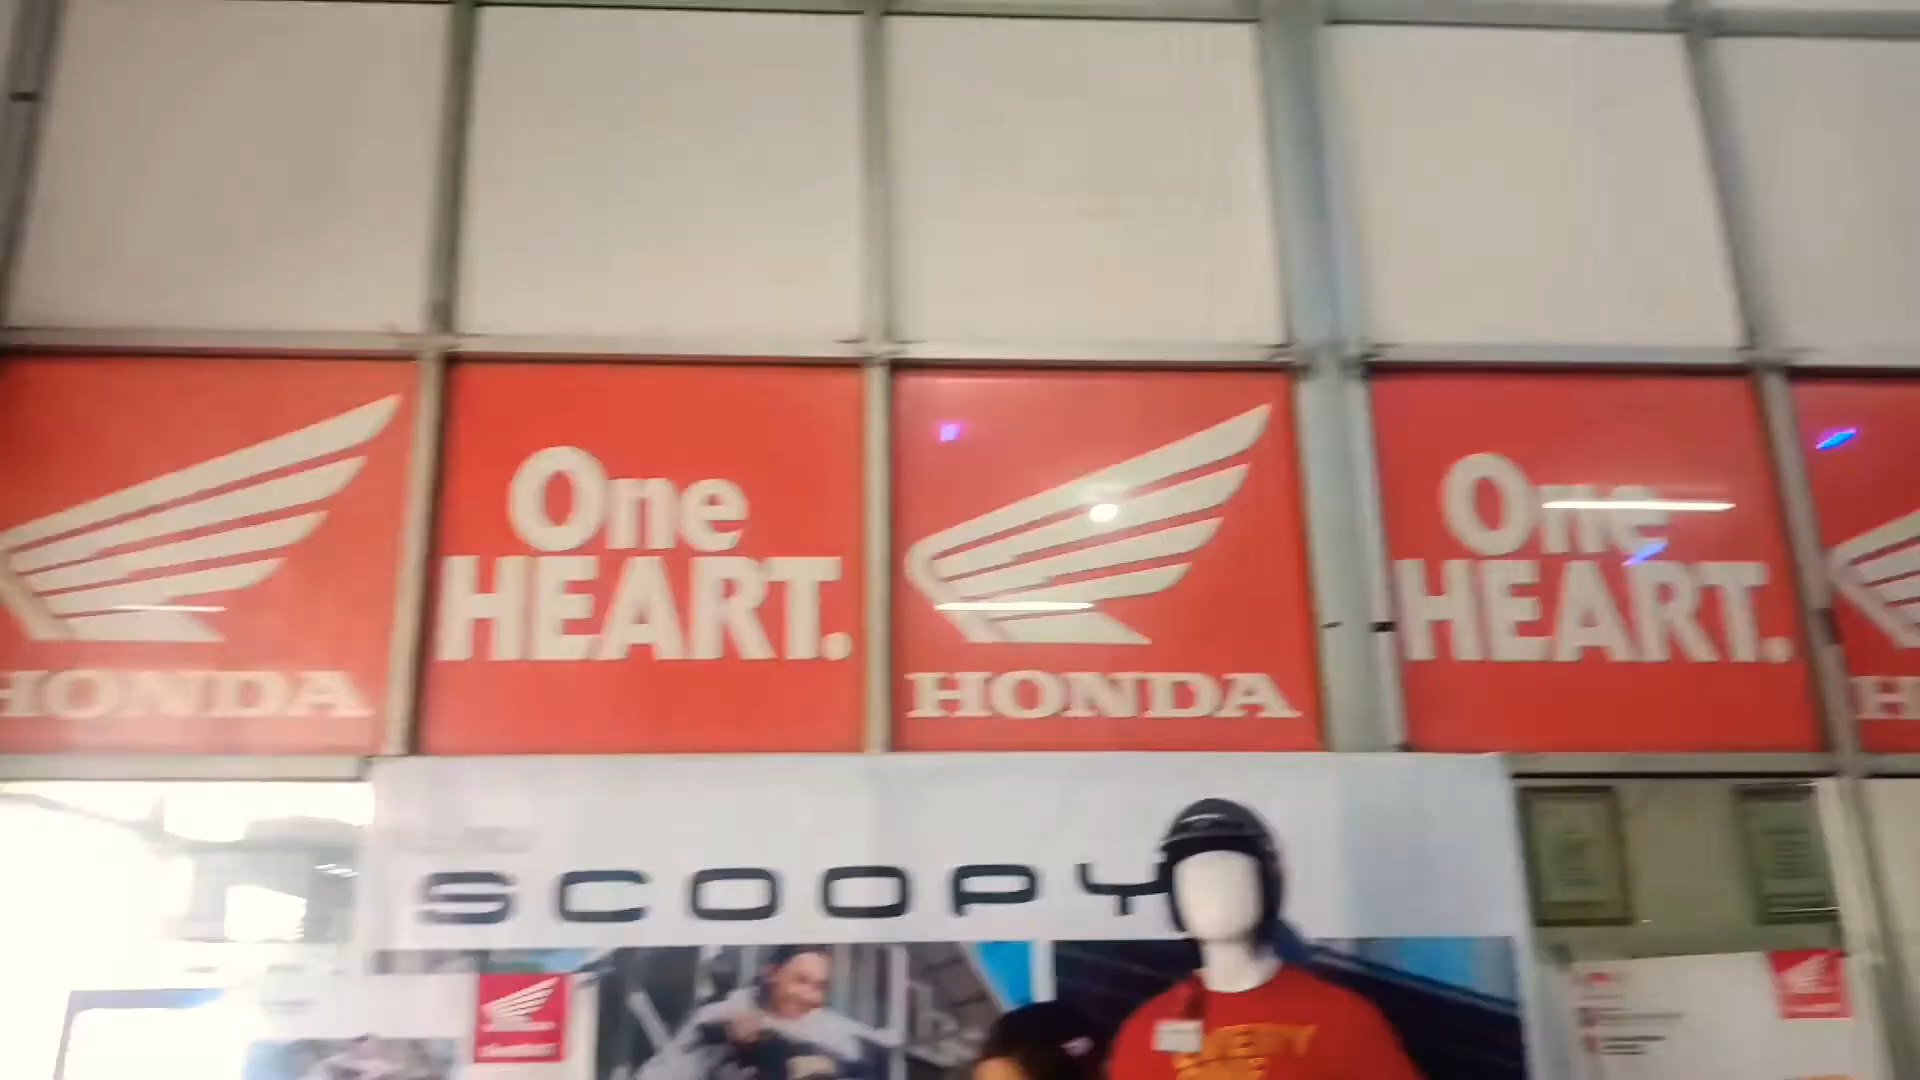 HONDA
One
HEART.
HONDA
One
HEART.
H
SCOOPY